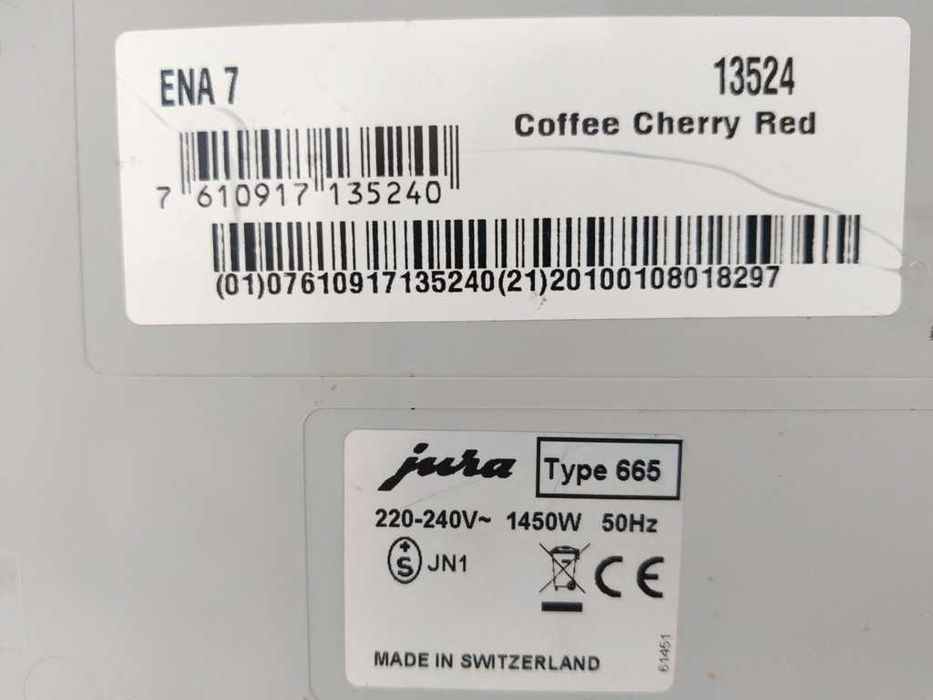 ENA 7
13524
Coffee Cherry Red
7 610917 135240
(01)07610917135240(21)20100108018297
jura
Type 665
220-240V~ 1450W 50Hz
S JN1
CE
MADE IN SWITZERLAND
61451